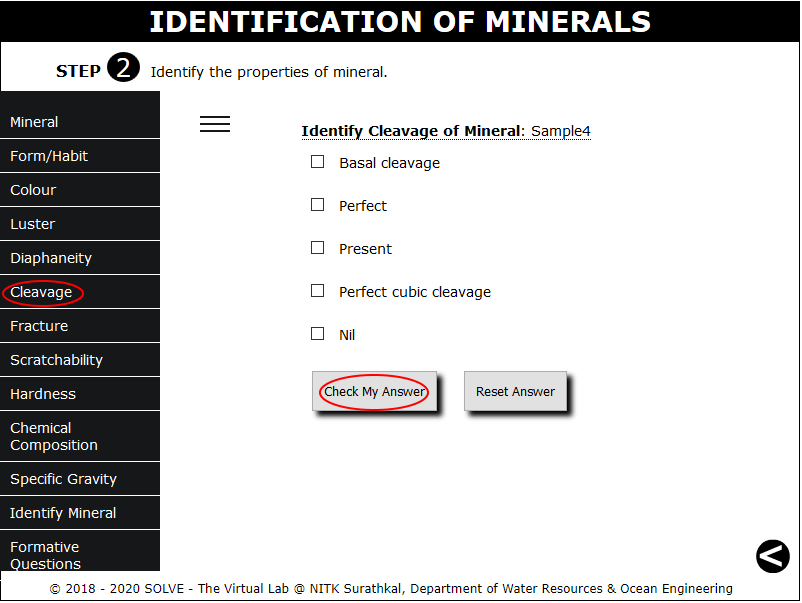 IDENTIFICATION OF MINERALS
STEP 2 Identify the properties of mineral.
Mineral
Form/Habit
Colour
Luster
Diaphaneity
Cleavage
Fracture
Scratchability
Hardness
Chemical
Composition
Specific Gravity
Identify Mineral
Formative
Questions
Identify Cleavage of Mineral: Sample4
Basal cleavage
Perfect
Present
Perfect cubic cleavage
Nil
Check My Answer
Reset Answer
© 2018 - 2020 SOLVE - The Virtual Lab @ NITK Surathkal, Department of Water Resources & Ocean Engineering